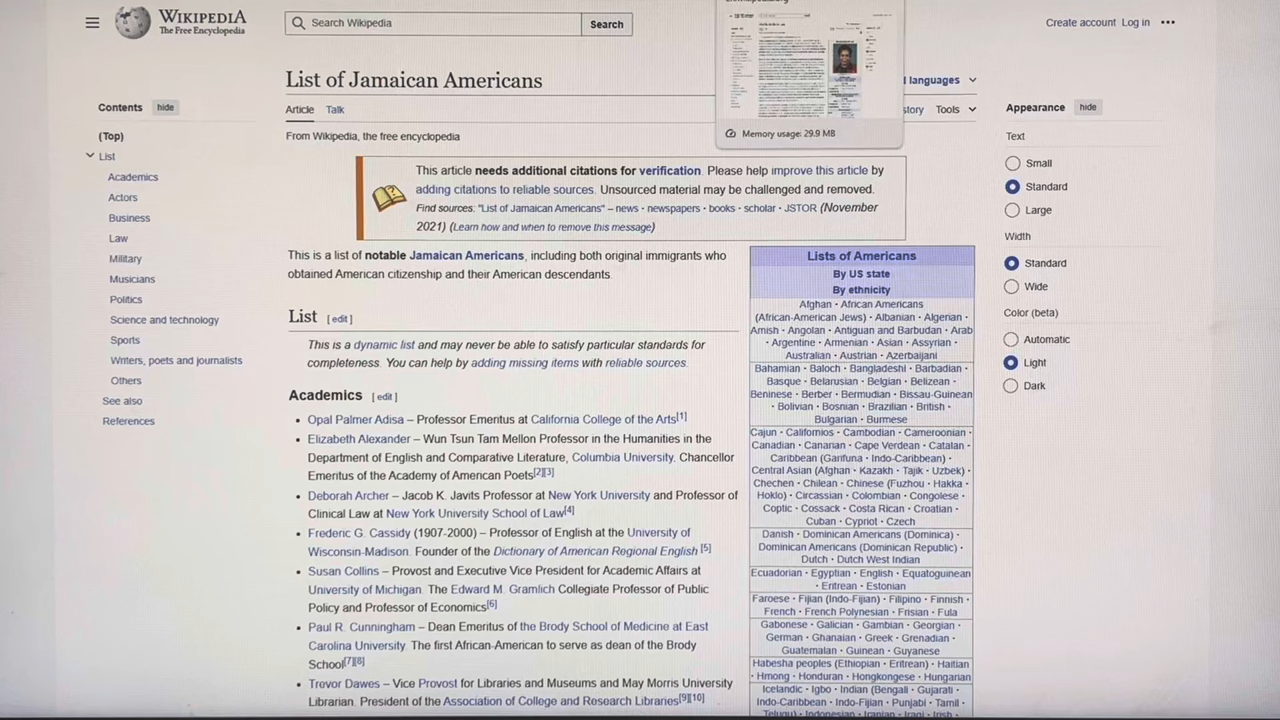 WIKIPEDIA
The Free Encyclopedia
Search Wikipedia
Search
Create account Log in
List of Jamaican Americans
languages
Article Talk
story Tools
Memory usage: 29.9 MB
From Wikipedia, the free encyclopedia
Contents hide
(Top)
List
Academics
Actors
Business
Law
Military
Musicians
Politics
Science and technology
Sports
Writers, poets and journalists
Others
See also
References
This article needs additional citations for verification. Please help improve this article by
adding citations to reliable sources. Unsourced material may be challenged and removed.
Find sources: "List of Jamaican Americans" – news · newspapers · books · scholar · JSTOR (November
2021) (Learn how and when to remove this message)
This is a list of notable Jamaican Americans, including both original immigrants who
obtained American citizenship and their American descendants.
List [edit]
This is a dynamic list and may never be able to satisfy particular standards for
completeness. You can help by adding missing items with reliable sources.
Academics [edit]
• Opal Palmer Adisa – Professor Emeritus at California College of the Arts[1]
• Elizabeth Alexander – Wun Tsun Tam Mellon Professor in the Humanities in the
Department of English and Comparative Literature, Columbia University. Chancellor
Emeritus of the Academy of American Poets[2][3]
• Deborah Archer – Jacob K. Javits Professor at New York University and Professor of
Clinical Law at New York University School of Law[4]
• Frederic G. Cassidy (1907-2000) – Professor of English at the University of
Wisconsin-Madison. Founder of the Dictionary of American Regional English [5]
• Susan Collins – Provost and Executive Vice President for Academic Affairs at
University of Michigan. The Edward M. Gramlich Collegiate Professor of Public
Policy and Professor of Economics[6]
• Paul R. Cunningham – Dean Emeritus of the Brody School of Medicine at East
Carolina University. The first African-American to serve as dean of the Brody
School[7][8]
• Trevor Dawes – Vice Provost for Libraries and Museums and May Morris University
Librarian. President of the Association of College and Research Libraries[9][10]
Lists of Americans
By US state
By ethnicity
Afghan · African Americans
(African-American Jews) · Albanian · Algerian ·
Amish · Angolan · Antiguan and Barbudan · Arab
· Argentine · Armenian · Asian · Assyrian ·
Australian · Austrian · Azerbaijani
Bahamian · Baloch · Bangladeshi · Barbadian ·
Basque · Belarusian · Belgian · Belizean ·
Beninese · Berber · Bermudian · Bissau-Guinean
· Bolivian · Bosnian · Brazilian · British ·
Bulgarian · Burmese
Cajun · Californios · Cambodian · Cameroonian ·
Canadian · Canarian · Cape Verdean · Catalan ·
Caribbean (Garifuna · Indo-Caribbean) ·
Central Asian (Afghan · Kazakh · Tajik · Uzbek) ·
Chechen · Chilean · Chinese (Fuzhou · Hakka ·
Hoklo) · Circassian · Colombian · Congolese ·
Coptic · Cossack · Costa Rican · Croatian ·
Cuban · Cypriot · Czech
Danish · Dominican Americans (Dominica) ·
Dominican Americans (Dominican Republic) ·
Dutch · Dutch West Indian
Ecuadorian · Egyptian · English · Equatoguinean
· Eritrean · Estonian
Faroese · Fijian (Indo-Fijian) · Filipino · Finnish ·
French · French Polynesian · Frisian · Fula
Gabonese · Galician · Gambian · Georgian ·
German · Ghanaian · Greek · Grenadian ·
Guatemalan · Guinean · Guyanese
Habesha peoples (Ethiopian · Eritrean) · Haitian
· Hmong · Honduran · Hongkongese · Hungarian
Icelandic · Igbo · Indian (Bengali · Gujarati ·
Indo-Caribbean · Indo-Fijian · Punjabi · Tamil ·
Telugu) · Indonesian · Iranian · Iraqi · Irish ·
Appearance hide
Text
Small
Standard
Large
Width
Standard
Wide
Color (beta)
Automatic
Light
Dark